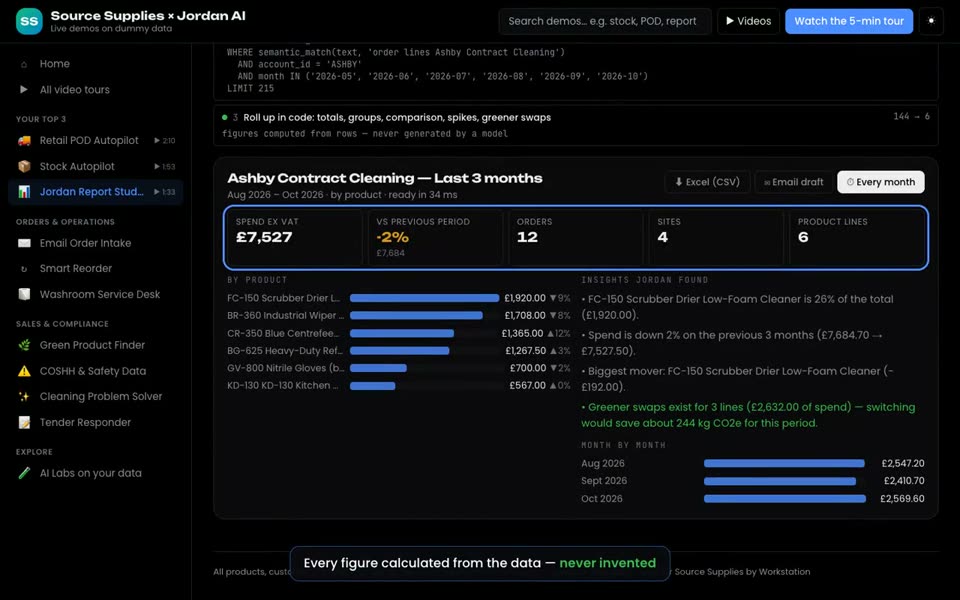 SS
Source Supplies × Jordan AI
Live demos on dummy data
Search demos... e.g. stock, POD, report
▶ Videos
Watch the 5-min tour
Home
All video tours
YOUR TOP 3
Retail POD Autopilot ▶ 2:10
Stock Autopilot ▶ 1:53
Jordan Report Stud... ▶ 1:33
ORDERS & OPERATIONS
Email Order Intake
Smart Reorder
Washroom Service Desk
SALES & COMPLIANCE
Green Product Finder
COSHH & Safety Data
Cleaning Problem Solver
Tender Responder
EXPLORE
AI Labs on your data
WHERE semantic_match(text, 'order lines Ashby Contract Cleaning')
AND account_id = 'ASHBY'
AND month IN ('2026-05', '2026-06', '2026-07', '2026-08', '2026-09', '2026-10')
LIMIT 215
3 Roll up in code: totals, groups, comparison, spikes, greener swaps 144 → 6
figures computed from rows — never generated by a model
Ashby Contract Cleaning — Last 3 months
Aug 2026 – Oct 2026 · by product · ready in 34 ms
⬇ Excel (CSV)
✉ Email draft
⏱ Every month
SPEND EX VAT
£7,527
VS PREVIOUS PERIOD
-2%
£7,684
ORDERS
12
SITES
4
PRODUCT LINES
6
BY PRODUCT
FC-150 Scrubber Drier L... £1,920.00 ▼9%
BR-360 Industrial Wiper ... £1,708.00 ▼8%
CR-350 Blue Centrefee... £1,365.00 ▲12%
BG-625 Heavy-Duty Ref... £1,267.50 ▲3%
GV-800 Nitrile Gloves (b... £700.00 ▼2%
KD-130 KD-130 Kitchen ... £567.00 ▲0%
INSIGHTS JORDAN FOUND
• FC-150 Scrubber Drier Low-Foam Cleaner is 26% of the total
(£1,920.00).
• Spend is down 2% on the previous 3 months (£7,684.70 →
£7,527.50).
• Biggest mover: FC-150 Scrubber Drier Low-Foam Cleaner (-
£192.00).
• Greener swaps exist for 3 lines (£2,632.00 of spend) — switching
would save about 244 kg CO2e for this period.
MONTH BY MONTH
Aug 2026 £2,547.20
Sept 2026 £2,410.70
Oct 2026 £2,569.60
All products, custo
Every figure calculated from the data — never invented
Source Supplies by Workstation